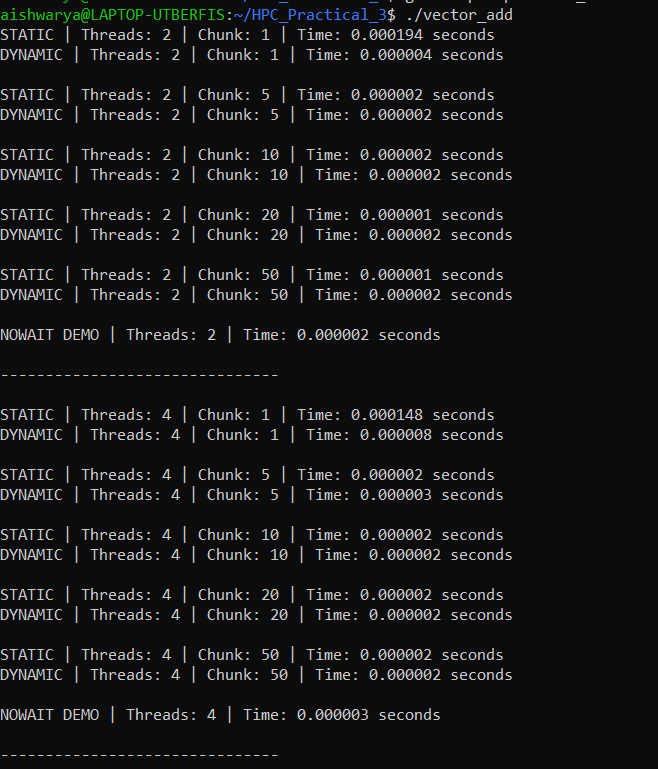 aishwarya@LAPTOP-UTBERFIS:~/HPC_Practical_3$ ./vector_add
STATIC | Threads: 2 | Chunk: 1 | Time: 0.000194 seconds
DYNAMIC | Threads: 2 | Chunk: 1 | Time: 0.000004 seconds

STATIC | Threads: 2 | Chunk: 5 | Time: 0.000002 seconds
DYNAMIC | Threads: 2 | Chunk: 5 | Time: 0.000002 seconds

STATIC | Threads: 2 | Chunk: 10 | Time: 0.000002 seconds
DYNAMIC | Threads: 2 | Chunk: 10 | Time: 0.000002 seconds

STATIC | Threads: 2 | Chunk: 20 | Time: 0.000001 seconds
DYNAMIC | Threads: 2 | Chunk: 20 | Time: 0.000002 seconds

STATIC | Threads: 2 | Chunk: 50 | Time: 0.000001 seconds
DYNAMIC | Threads: 2 | Chunk: 50 | Time: 0.000002 seconds

NOWAIT DEMO | Threads: 2 | Time: 0.000002 seconds

-------------------------------

STATIC | Threads: 4 | Chunk: 1 | Time: 0.000148 seconds
DYNAMIC | Threads: 4 | Chunk: 1 | Time: 0.000008 seconds

STATIC | Threads: 4 | Chunk: 5 | Time: 0.000002 seconds
DYNAMIC | Threads: 4 | Chunk: 5 | Time: 0.000003 seconds

STATIC | Threads: 4 | Chunk: 10 | Time: 0.000002 seconds
DYNAMIC | Threads: 4 | Chunk: 10 | Time: 0.000002 seconds

STATIC | Threads: 4 | Chunk: 20 | Time: 0.000002 seconds
DYNAMIC | Threads: 4 | Chunk: 20 | Time: 0.000002 seconds

STATIC | Threads: 4 | Chunk: 50 | Time: 0.000002 seconds
DYNAMIC | Threads: 4 | Chunk: 50 | Time: 0.000002 seconds

NOWAIT DEMO | Threads: 4 | Time: 0.000003 seconds

-------------------------------